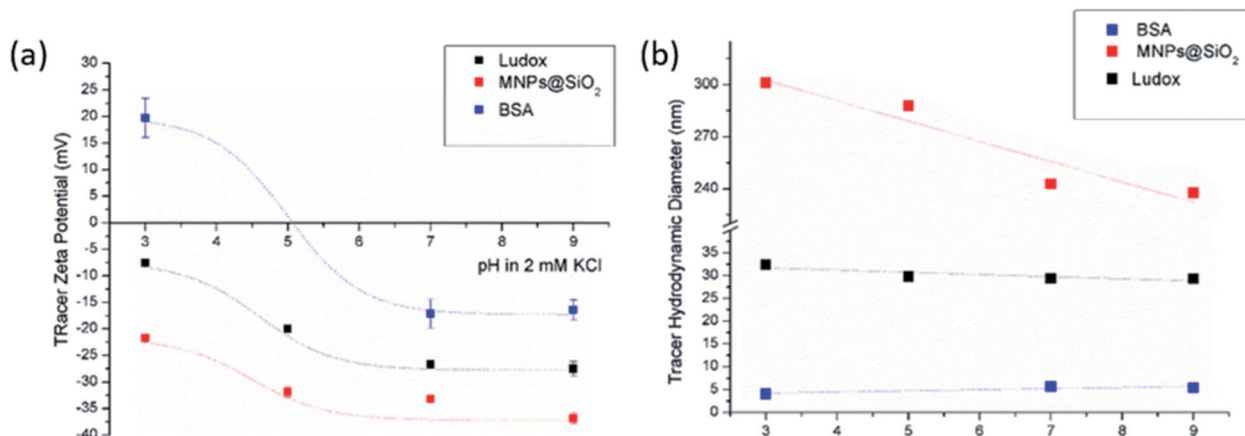 (a)
Ludox
MNPs@SiO₂
BSA
TRacer Zeta Potential (mV)
30
25
20
15
10
5
0
-5
-10
-15
-20
-25
-30
-35
-40
3 4 5 6 7 8 9
pH in 2 mM KCl
(b)
BSA
MNPs@SiO₂
Ludox
Tracer Hydrodynamic Diameter (nm)
300
270
240
35
30
25
20
15
10
5
0
3 4 5 6 7 8 9